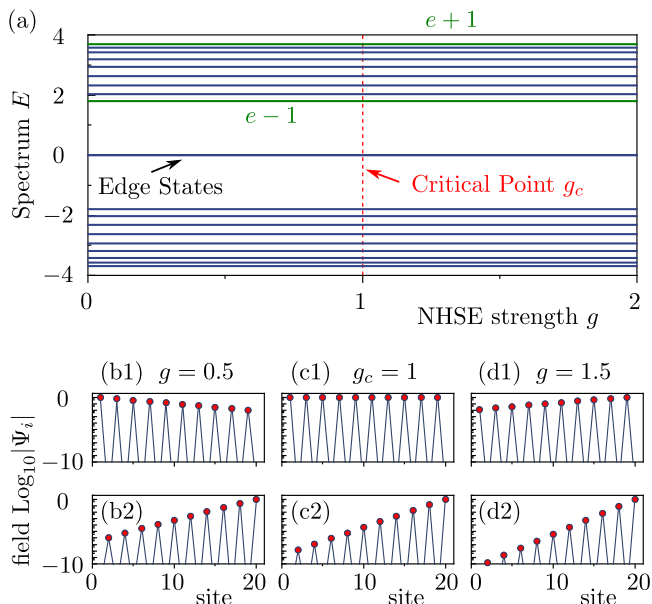 (a)
4
e + 1
2
e − 1
0
Edge States
Critical Point g_c
−2
−4
Spectrum E
0 1 2
NHSE strength g
(b1) g = 0.5 (c1) g_c = 1 (d1) g = 1.5
0
−10
(b2) (c2) (d2)
0
−10
field Log₁₀|Ψᵢ|
0 10 20 0 10 20 0 10 20
site site site